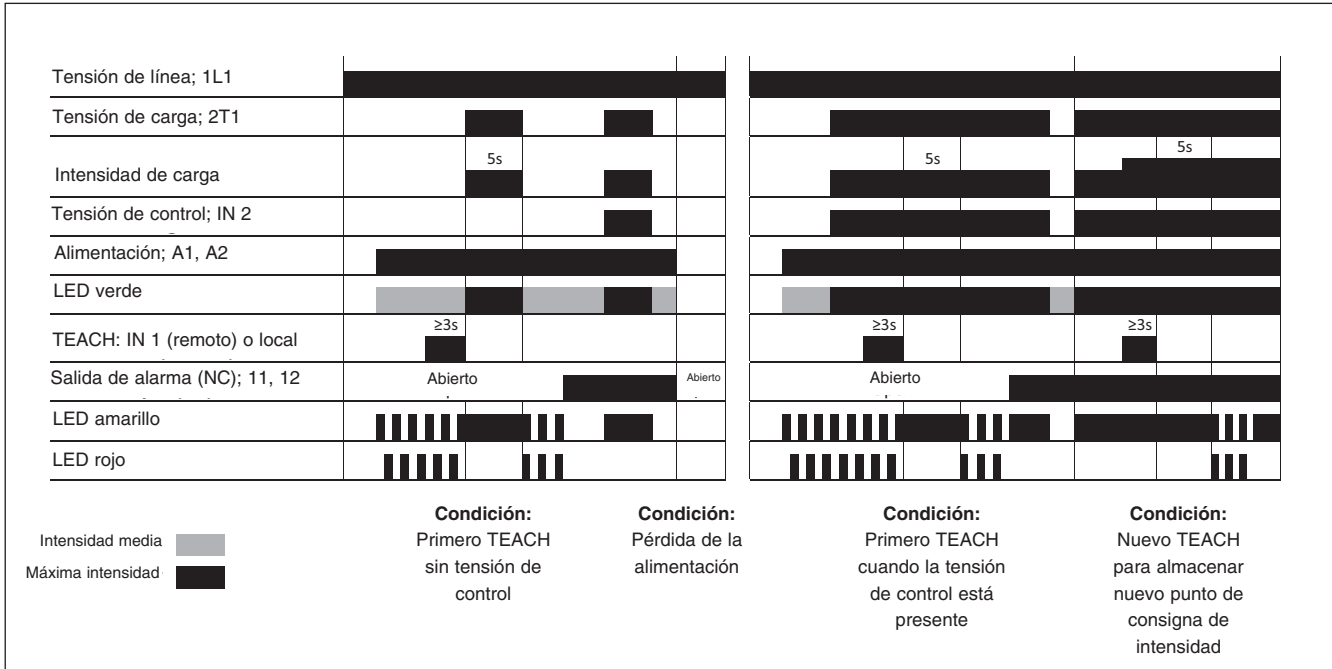 Tensión de línea; 1L1
Tensión de carga; 2T1
5s
5s
5s
Intensidad de carga
Tensión de control; IN 2
Alimentación; A1, A2
LED verde
≥3s
≥3s
≥3s
TEACH: IN 1 (remoto) o local
Salida de alarma (NC); 11, 12
Abierto
Abierto
Abierto
LED amarillo
LED rojo
Intensidad media
Máxima intensidad
Condición:
Primero TEACH
sin tensión de
control
Condición:
Pérdida de la
alimentación
Condición:
Primero TEACH
cuando la tensión
de control está
presente
Condición:
Nuevo TEACH
para almacenar
nuevo punto de
consigna de
intensidad